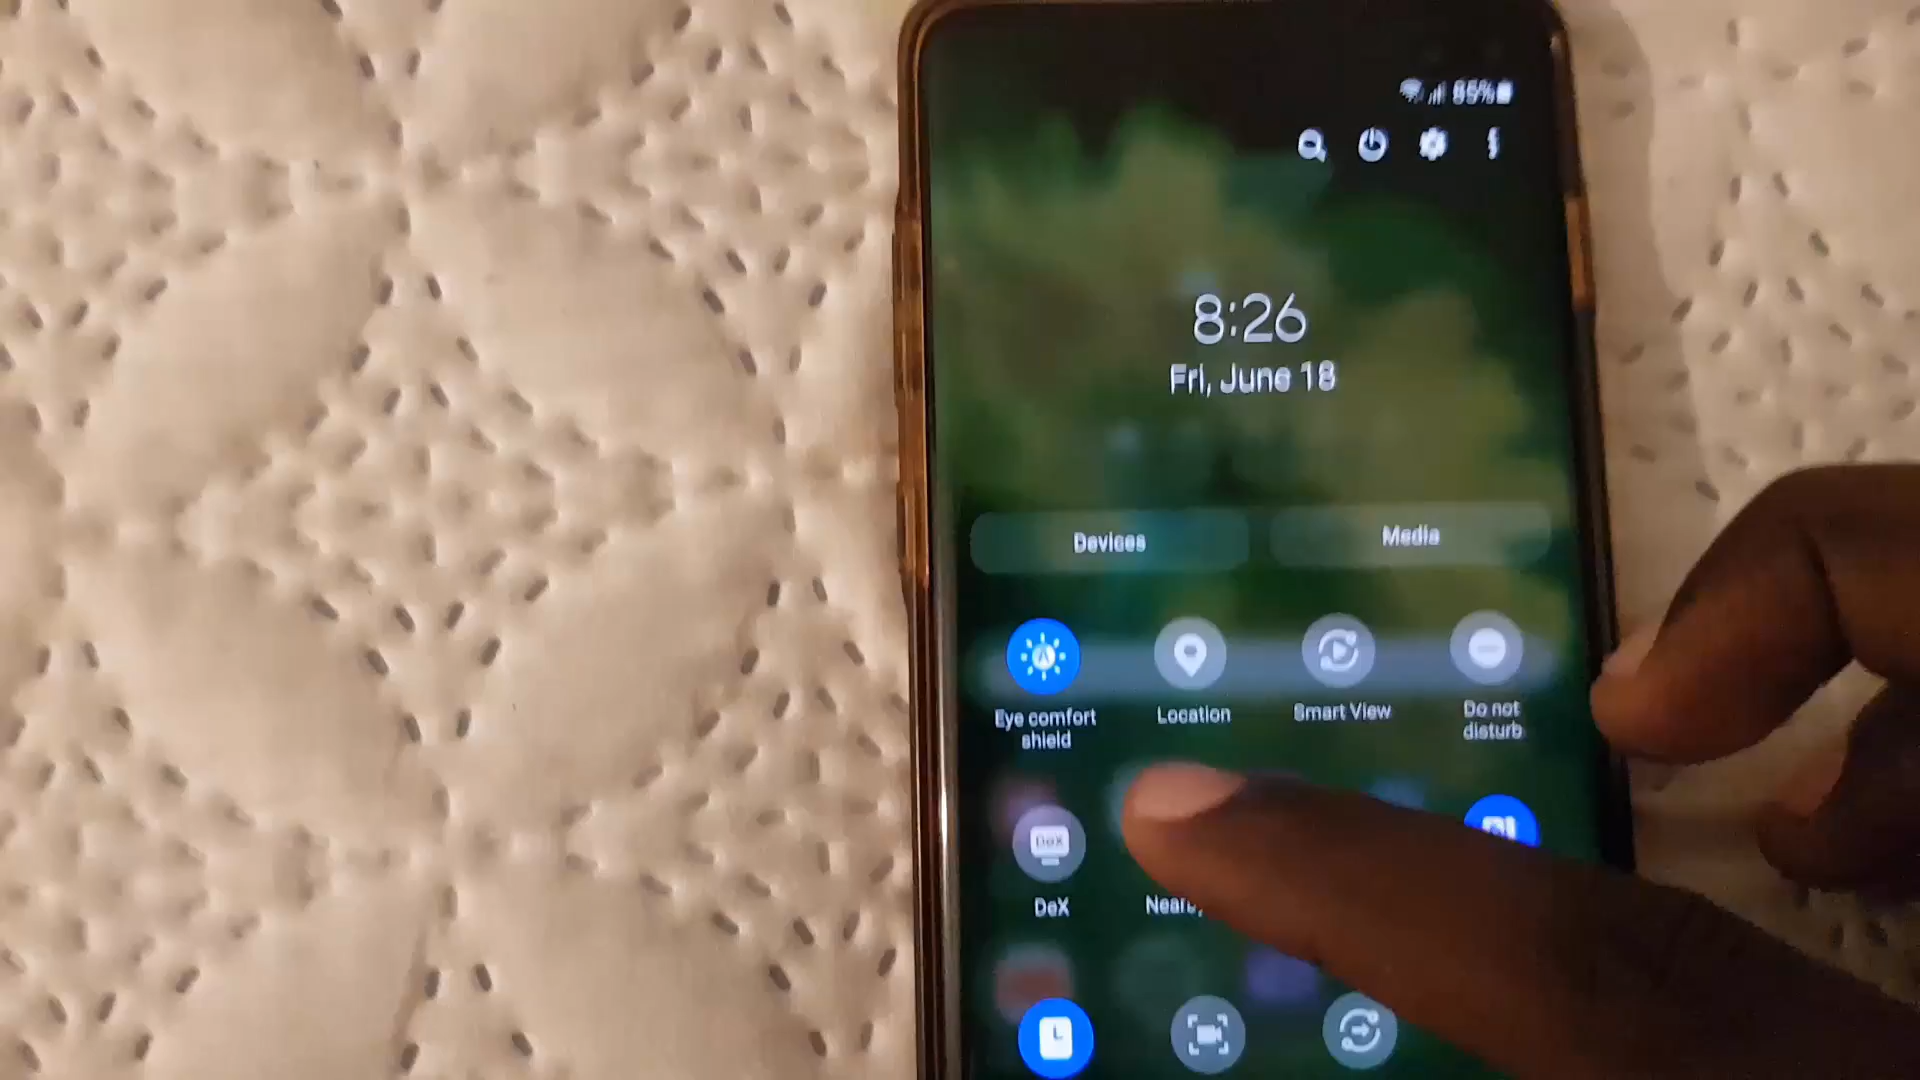 85%
8:26
Fri, June 18
Devices
Media
Eye comfort
shield
Location
Smart View
Do not
disturb
DeX
DeX